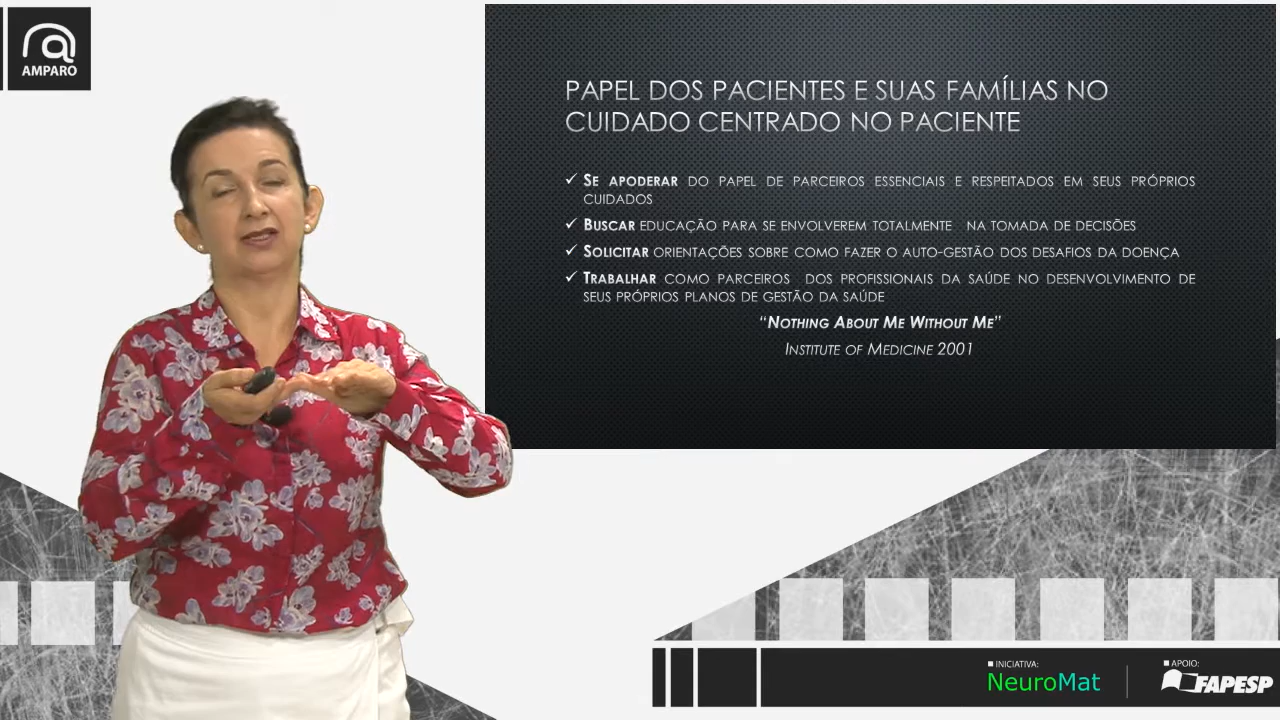 AMPARO
PAPEL DOS PACIENTES E SUAS FAMÍLIAS NO
CUIDADO CENTRADO NO PACIENTE
✓ SE APODERAR DO PAPEL DE PARCEIROS ESSENCIAIS E RESPEITADOS EM SEUS PRÓPRIOS
CUIDADOS
✓ BUSCAR EDUCAÇÃO PARA SE ENVOLVEREM TOTALMENTE NA TOMADA DE DECISÕES
✓ SOLICITAR ORIENTAÇÕES SOBRE COMO FAZER O AUTO-GESTÃO DOS DESAFIOS DA DOENÇA
✓ TRABALHAR COMO PARCEIROS DOS PROFISSIONAIS DA SAÚDE NO DESENVOLVIMENTO DE
SEUS PRÓPRIOS PLANOS DE GESTÃO DA SAÚDE
“NOTHING ABOUT ME WITHOUT ME”
INSTITUTE OF MEDICINE 2001
INICIATIVA:
NeuroMat
APOIO:
FAPESP